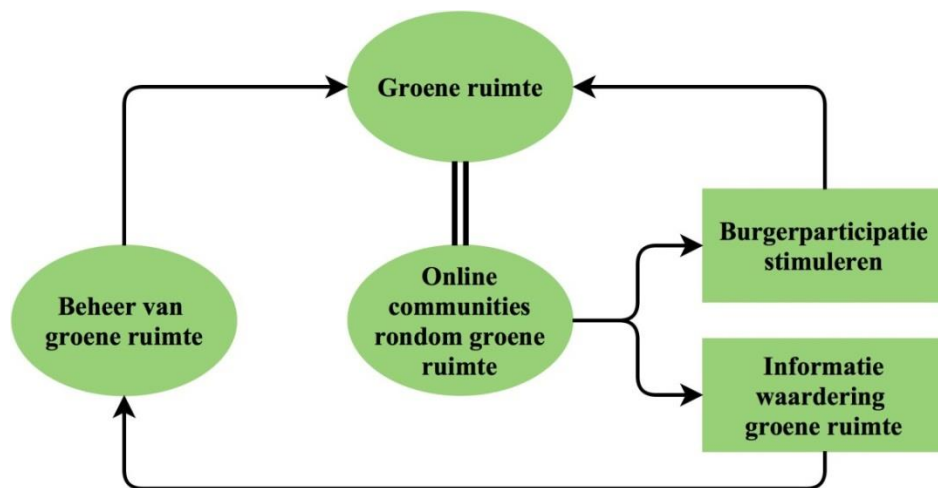 Groene ruimte
Burgerparticipatie
stimuleren
Beheer van
groene ruimte
Online
communities
rondom groene
ruimte
Informatie
waardering
groene ruimte